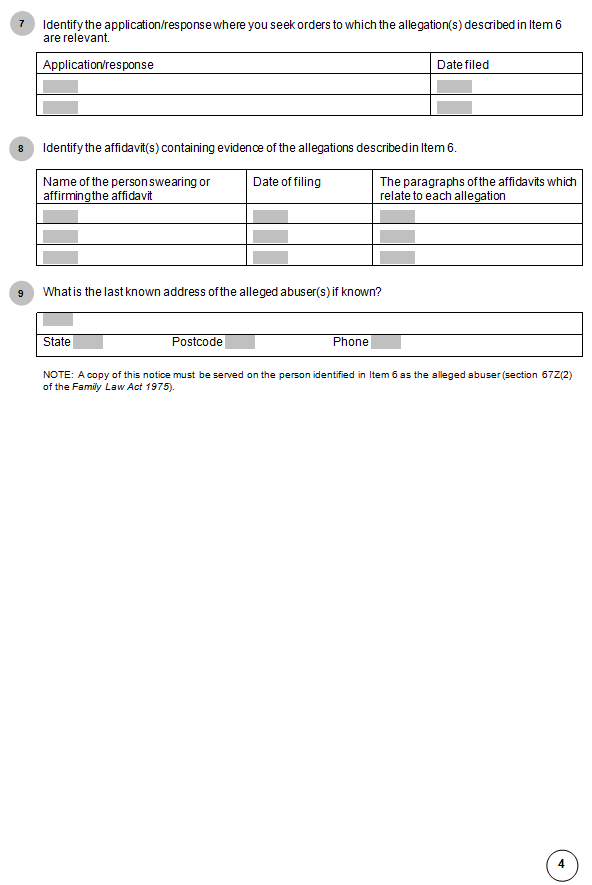 7
Identify the application/response where you seek orders to which the allegation(s) described in Item 6
are relevant.
Application/response
Date filed
8
Identify the affidavit(s) containing evidence of the allegations described in Item 6.
Name of the person swearing or
affirming the affidavit
Date of filing
The paragraphs of the affidavits which
relate to each allegation
9
What is the last known address of the alleged abuser(s) if known?
State Postcode Phone
NOTE: A copy of this notice must be served on the person identified in Item 6 as the alleged abuser (section 67Z(2)
of the Family Law Act 1975).
4